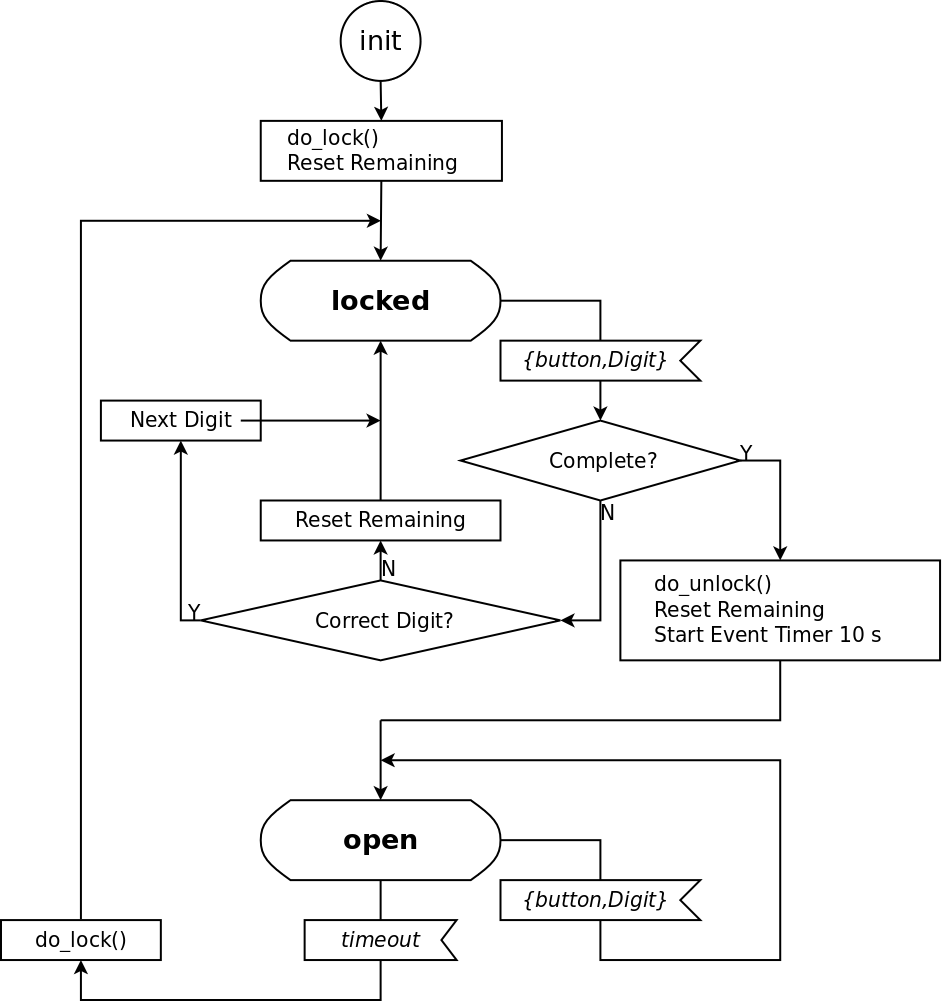 init
do_lock()
Reset Remaining
locked
{button,Digit}
Next Digit
Complete?
Y
N
Reset Remaining
N
Correct Digit?
Y
do_unlock()
Reset Remaining
Start Event Timer 10 s
open
{button,Digit}
timeout
do_lock()